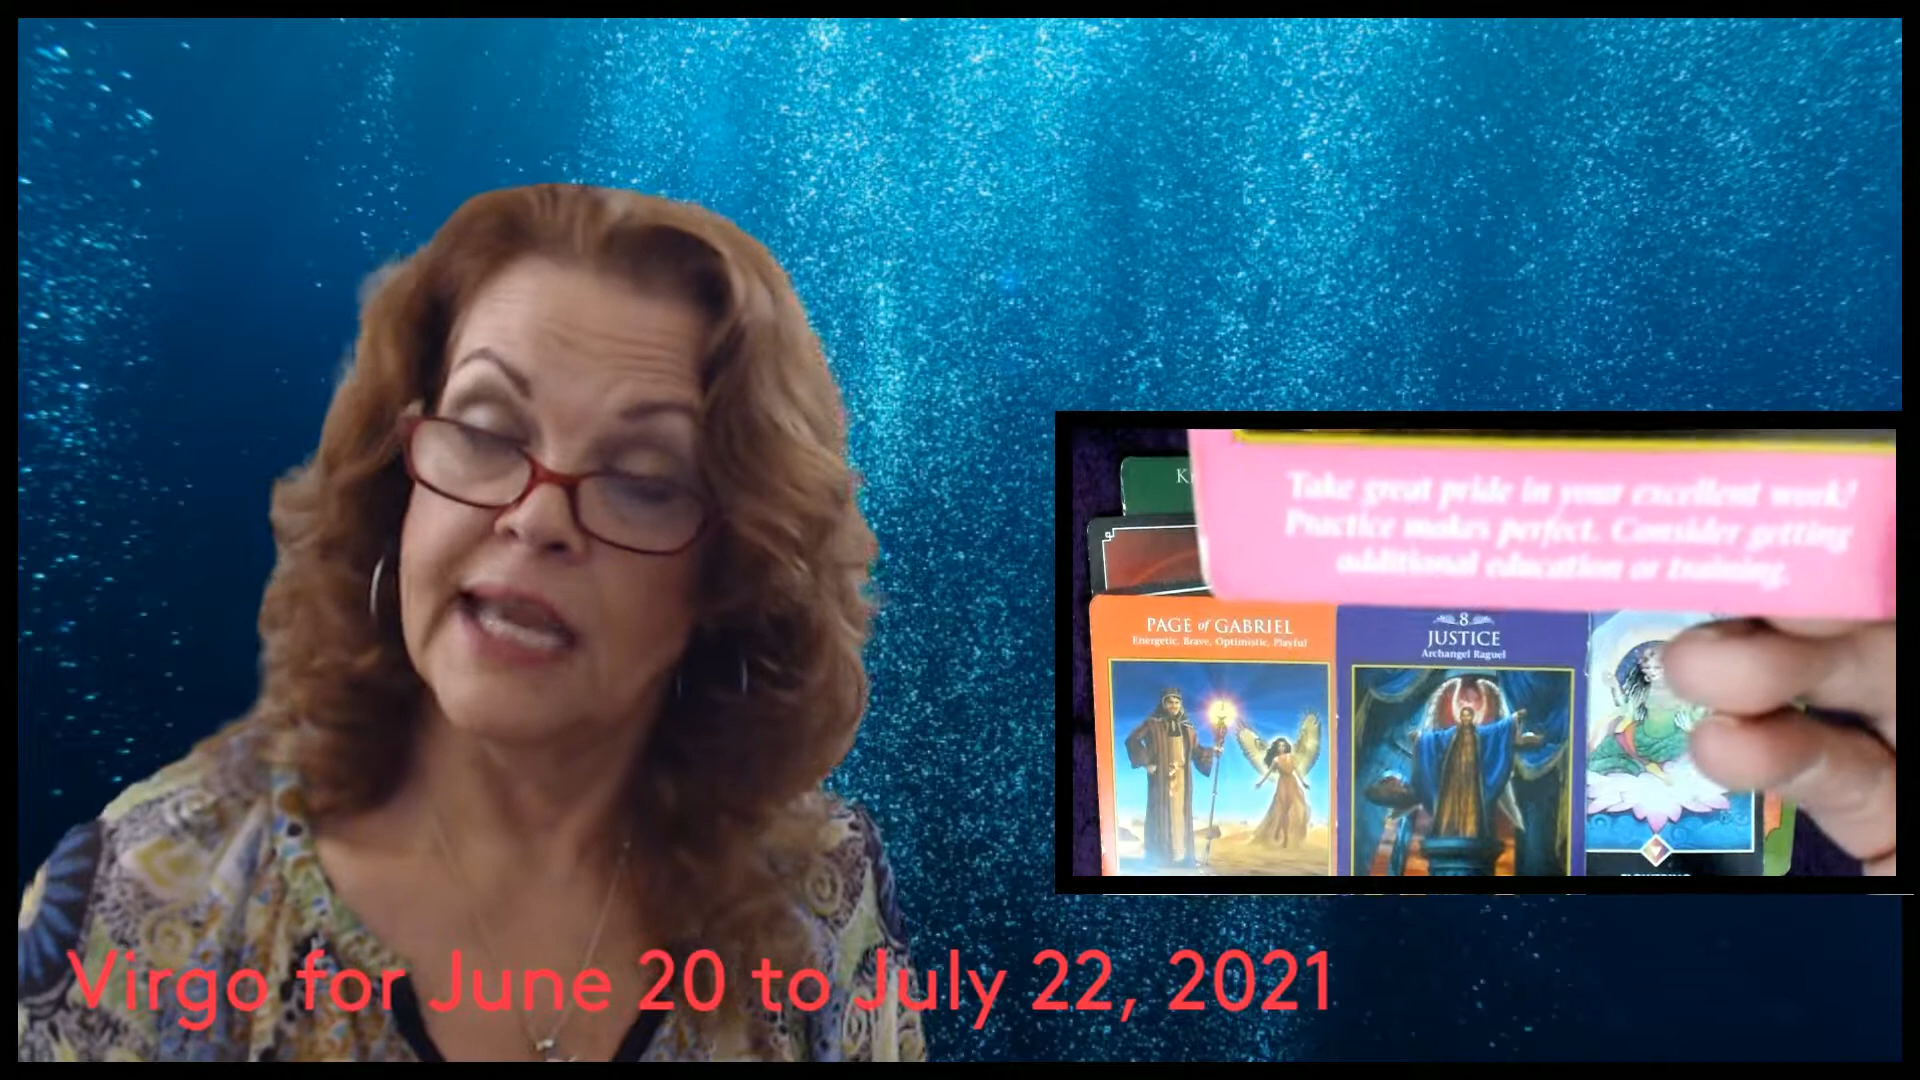 Take great pride in your excellent work!
Practice makes perfect. Consider getting
additional education or training.
PAGE of GABRIEL
Energetic, Brave, Optimistic, Playful
8
JUSTICE
Archangel Raguel
Virgo for June 20 to July 22, 2021